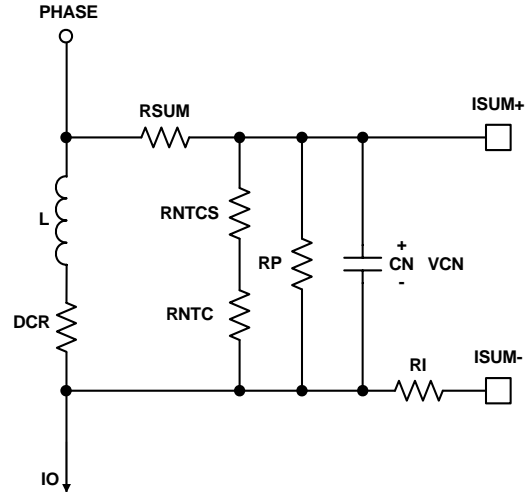 PHASE
RSUM
ISUM+
L
RNTCS
RP
+
CN VCN
-
RNTC
DCR
RI
ISUM-
IO